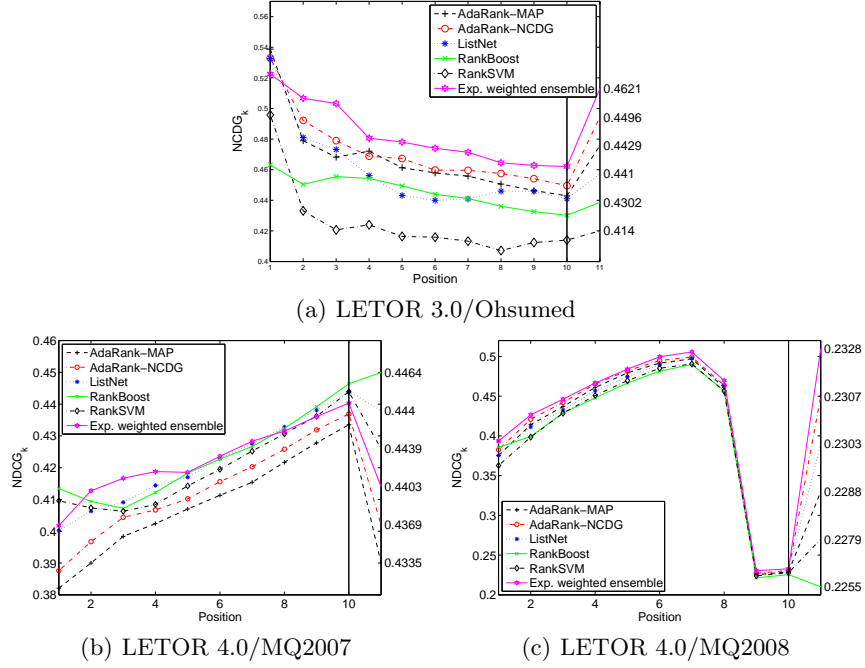 0.56
0.54
0.52
0.5
0.48
0.46
0.44
0.42
0.4
NCDG_k
1 2 3 4 5 6 7 8 9 10 11
Position
AdaRank−MAP
AdaRank−NCDG
ListNet
RankBoost
RankSVM
Exp. weighted ensemble
0.4621
0.4496
0.4429
0.441
0.4302
0.414
(a) LETOR 3.0/Ohsumed
0.46
0.45
0.44
0.43
0.42
0.41
0.4
0.39
0.38
NDCG_k
2 4 6 8 10
Position
AdaRank−MAP
AdaRank−NCDG
ListNet
RankBoost
RankSVM
Exp. weighted ensemble
0.4464
0.444
0.4439
0.4403
0.4369
0.4335
(b) LETOR 4.0/MQ2007
0.5
0.45
0.4
0.35
0.3
0.25
0.2
NDCG_k
2 4 6 8 10
Position
AdaRank−MAP
AdaRank−NCDG
ListNet
RankBoost
RankSVM
Exp. weighted ensemble
0.2328
0.2307
0.2303
0.2288
0.2279
0.2255
(c) LETOR 4.0/MQ2008